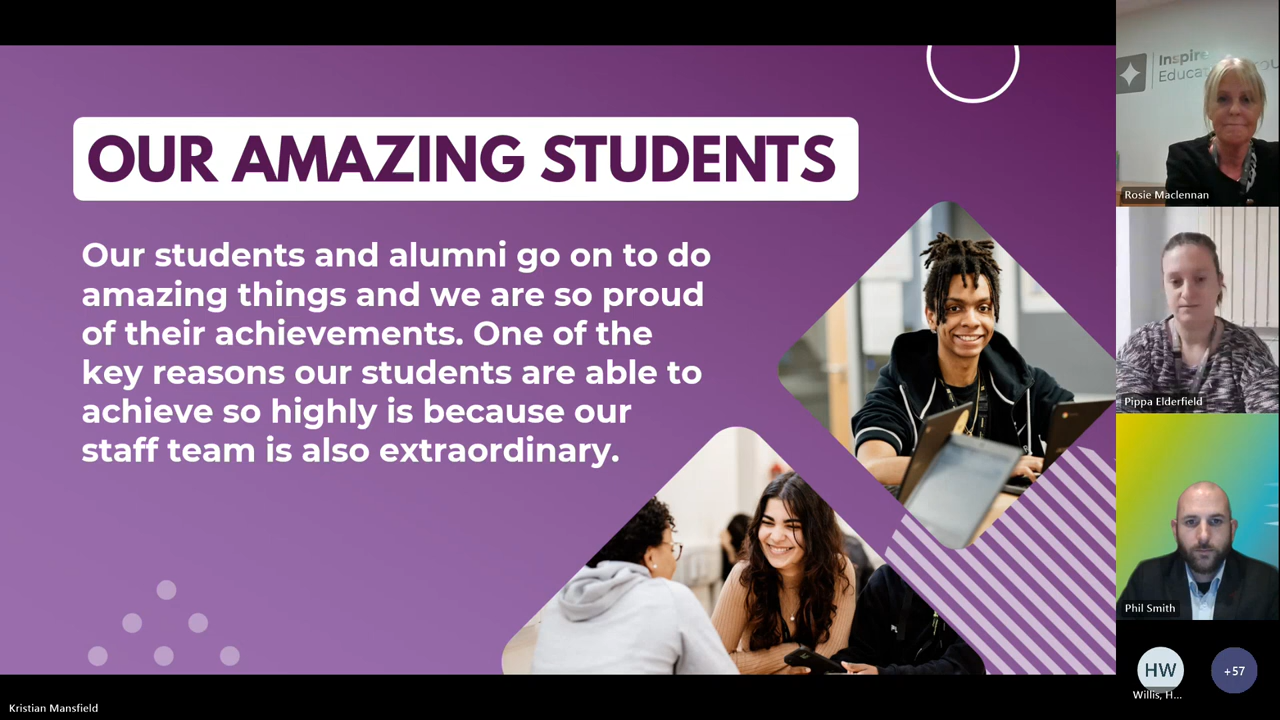 OUR AMAZING STUDENTS
Our students and alumni go on to do
amazing things and we are so proud
of their achievements. One of the
key reasons our students are able to
achieve so highly is because our
staff team is also extraordinary.
Kristian Mansfield
Inspire
Rosie Maclennan
Pippa Elderfield
Phil Smith
HW
Willis, H...
+57